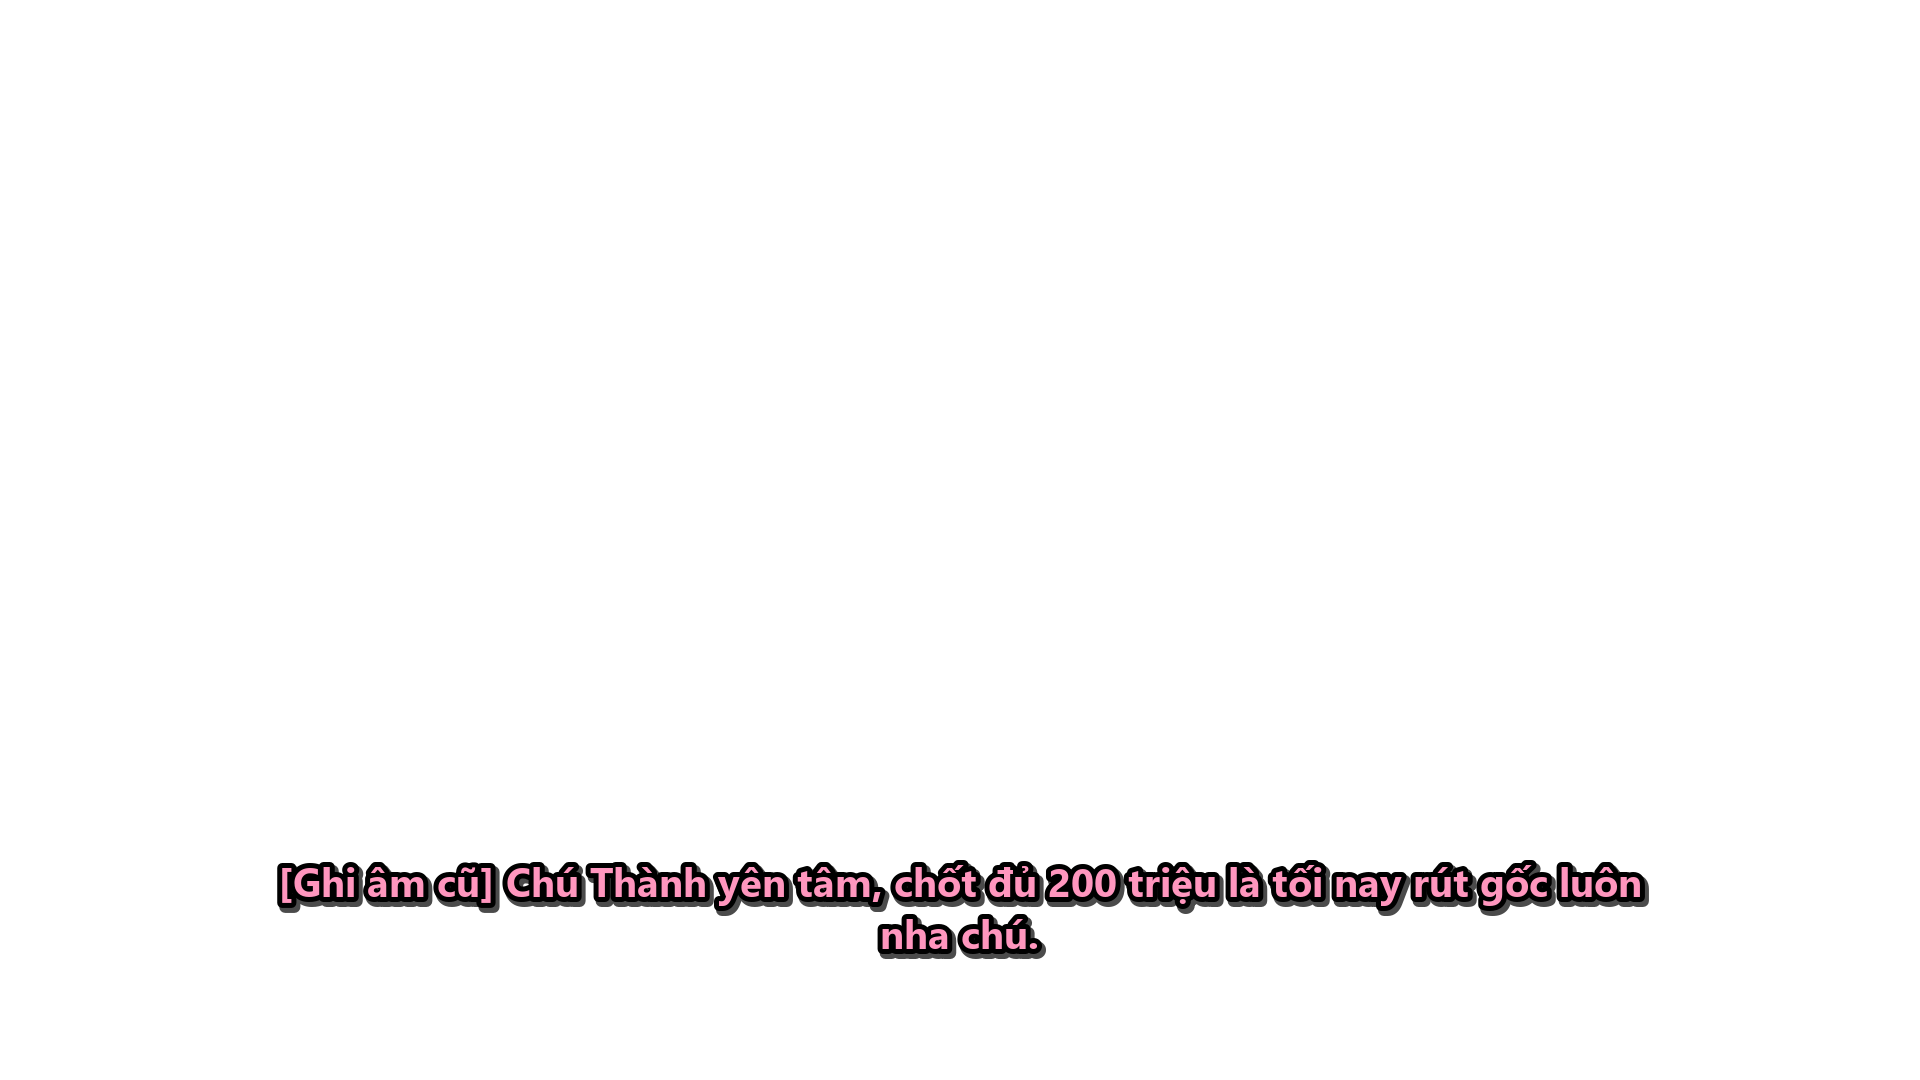 [Ghi âm cũ] Chú Thành yên tâm, chốt đủ 200 triệu là tối nay rút gốc luôn
nha chú.